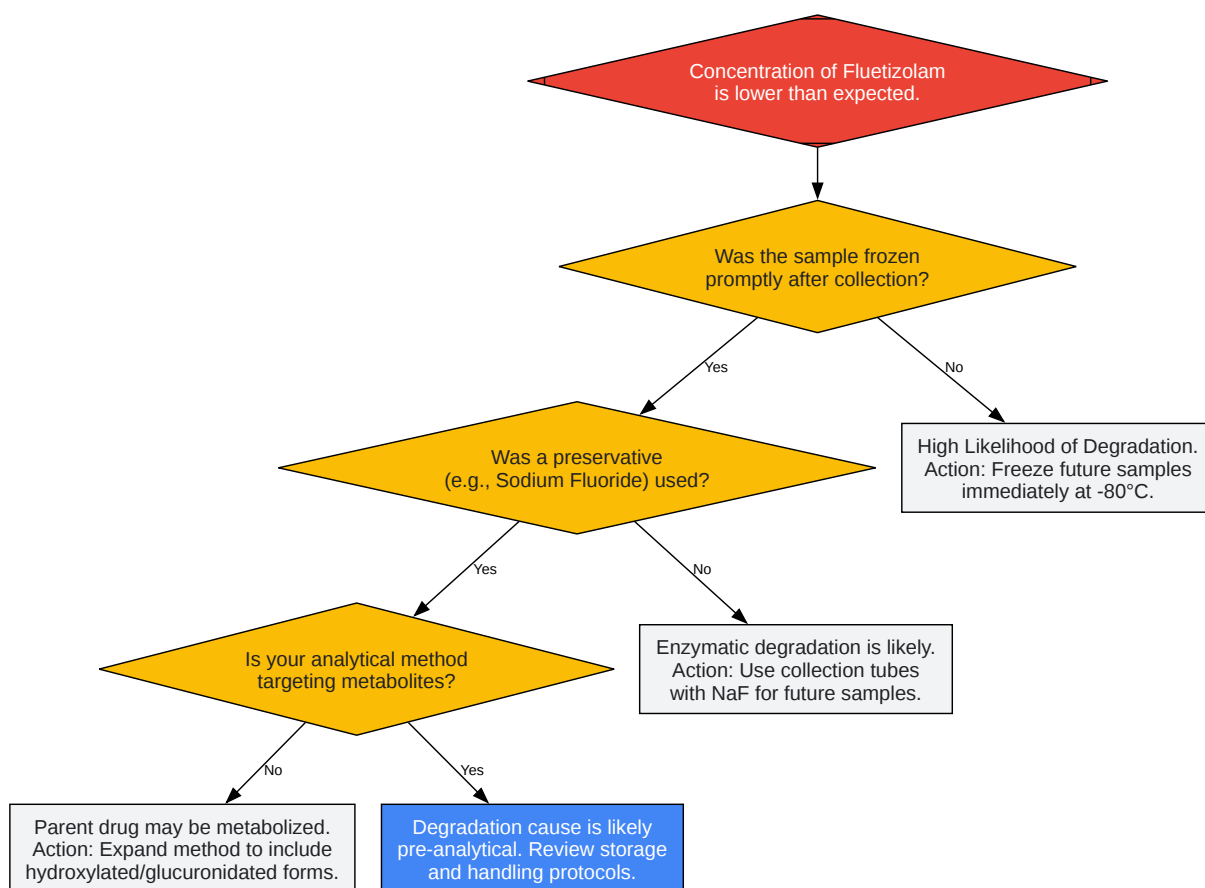 Concentration of Fluetizolam
is lower than expected.
Was the sample frozen
promptly after collection?
Yes
No
Was a preservative
(e.g., Sodium Fluoride) used?
High Likelihood of Degradation.
Action: Freeze future samples
immediately at -80°C.
Yes
No
Is your analytical method
targeting metabolites?
Enzymatic degradation is likely.
Action: Use collection tubes
with NaF for future samples.
No
Yes
Parent drug may be metabolized.
Action: Expand method to include
hydroxylated/glucuronidated forms.
Degradation cause is likely
pre-analytical. Review storage
and handling protocols.